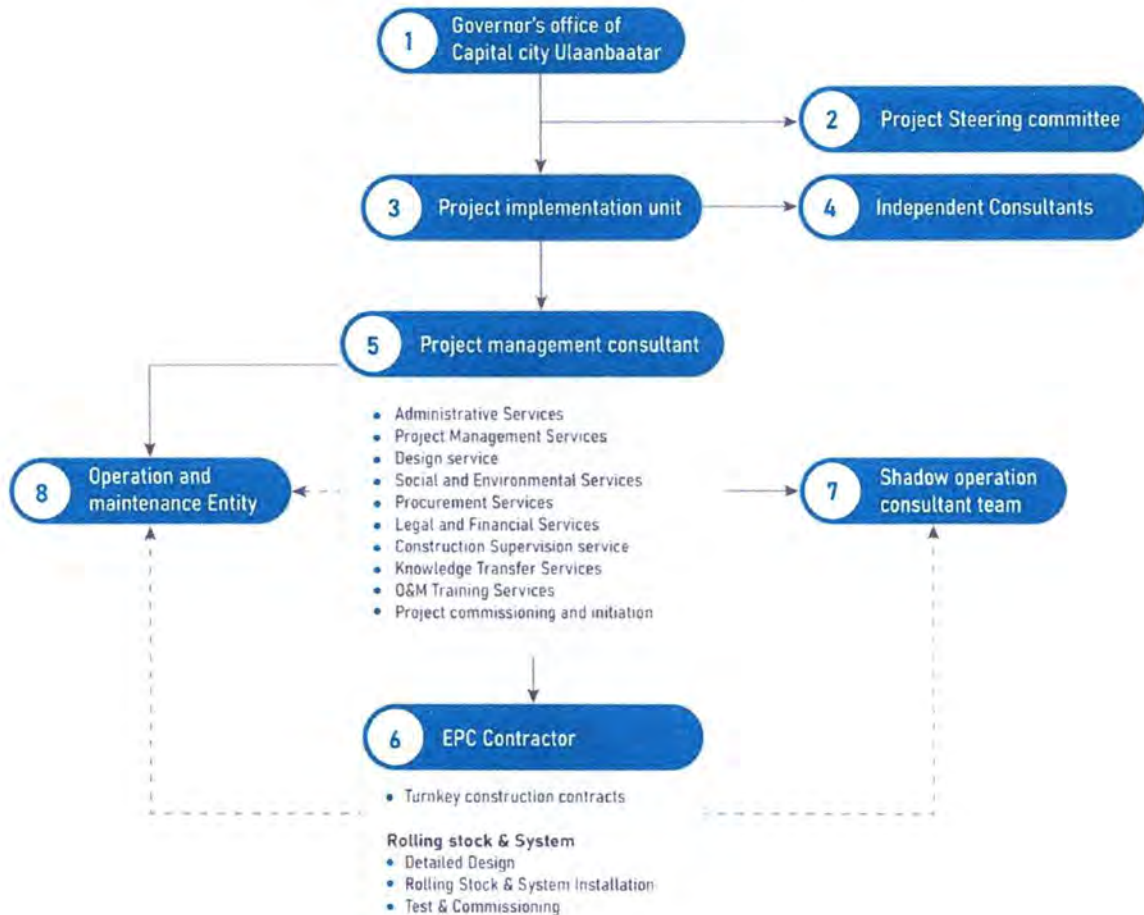 1
Governor's office of
Capital city Ulaanbaatar
2
Project Steering committee
3
Project implementation unit
4
Independent Consultants
5
Project management consultant
• Administrative Services
• Project Management Services
• Design service
• Social and Environmental Services
• Procurement Services
• Legal and Financial Services
• Construction Supervision service
• Knowledge Transfer Services
• O&M Training Services
• Project commissioning and initiation
8
Operation and
maintenance Entity
7
Shadow operation
consultant team
6
EPC Contractor
• Turnkey construction contracts
Rolling stock & System
• Detailed Design
• Rolling Stock & System Installation
• Test & Commissioning